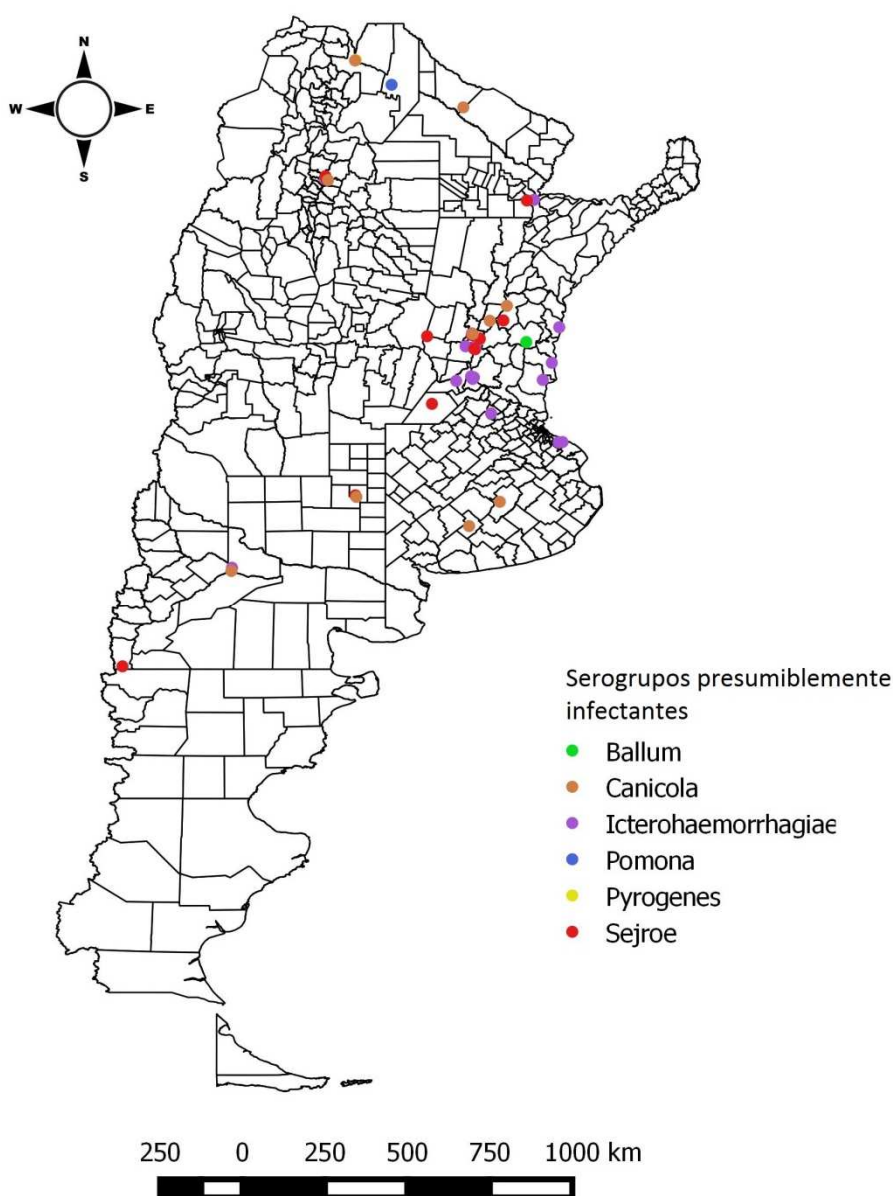 N
W E
S
Serogrupos presumiblemente
infectantes
Ballum
Canicola
Icterohaemorrhagiae
Pomona
Pyrogenes
Sejroe
250 0 250 500 750 1000 km